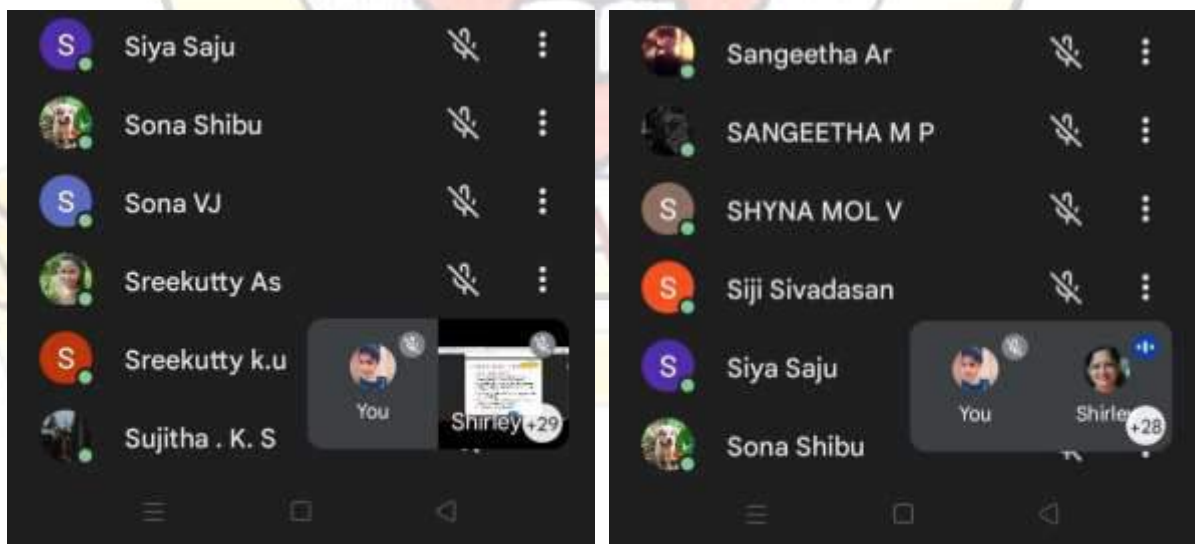 S Siya Saju
Sona Shibu
S Sona VJ
Sreekutty As
S Sreekutty k.u
You
Shirley +29
Sujitha . K. S
Sangeetha Ar
SANGEETHA M P
S SHYNA MOL V
S Siji Sivadasan
S Siya Saju
You
Shirley +28
Sona Shibu